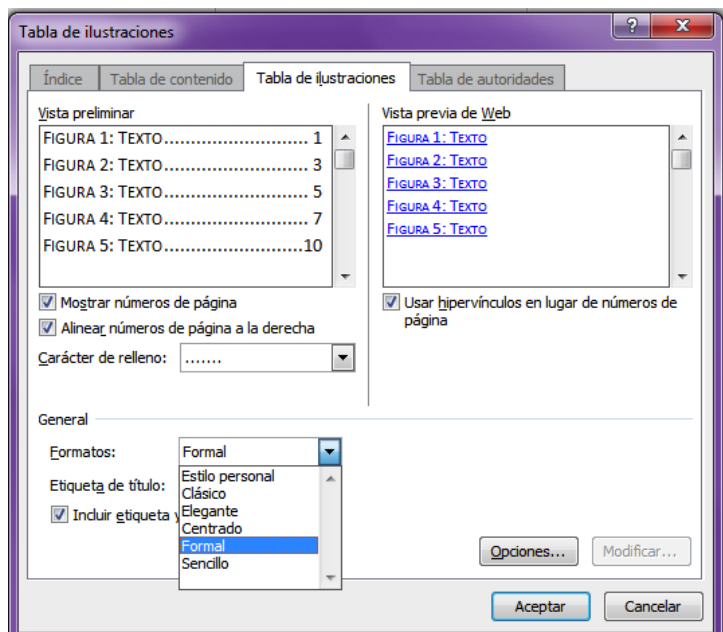 Tabla de ilustraciones
Índice Tabla de contenido Tabla de ilustraciones Tabla de autoridades
Vista preliminar
FIGURA 1: TEXTO.......................... 1
FIGURA 2: TEXTO.......................... 3
FIGURA 3: TEXTO.......................... 5
FIGURA 4: TEXTO.......................... 7
FIGURA 5: TEXTO..........................10
Vista previa de Web
FIGURA 1: TEXTO
FIGURA 2: TEXTO
FIGURA 3: TEXTO
FIGURA 4: TEXTO
FIGURA 5: TEXTO
Mostrar números de página
Alinear números de página a la derecha
Carácter de relleno: .......
Usar hipervínculos en lugar de números de
página
General
Formatos: Formal
Estilo personal
Clásico
Elegante
Centrado
Formal
Sencillo
Etiqueta de título:
Incluir etiqueta y
Opciones... Modificar...
Aceptar Cancelar